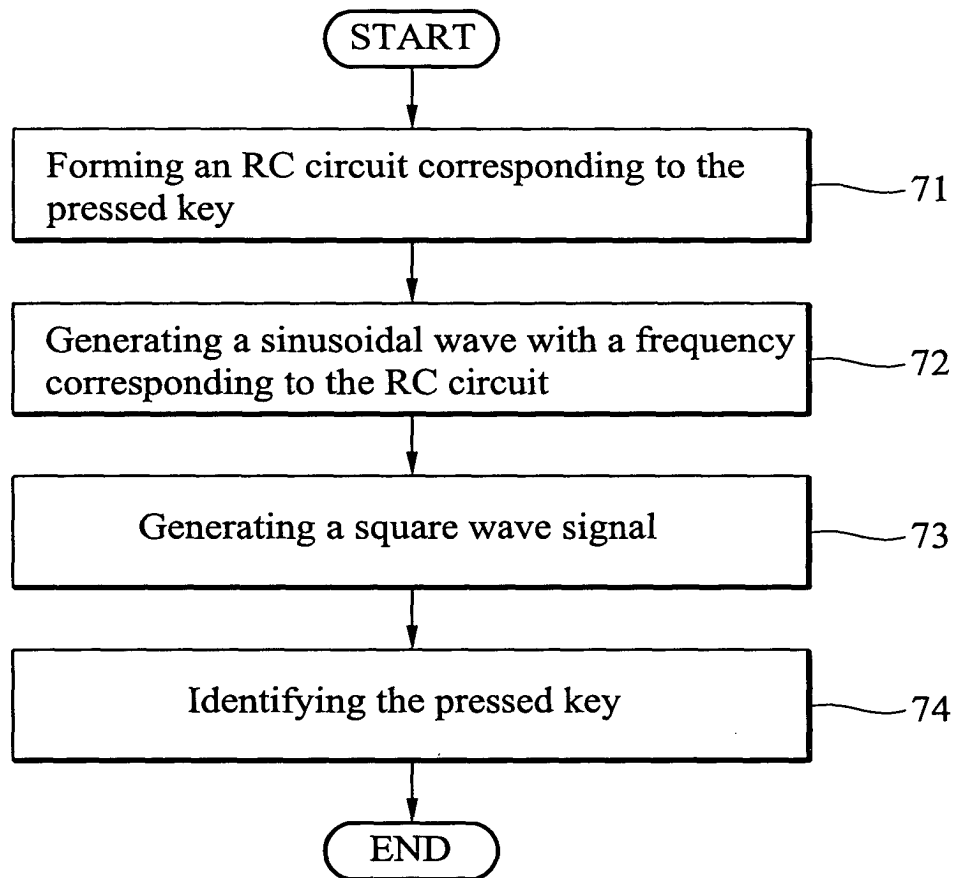 START
Forming an RC circuit corresponding to the
pressed key
71
Generating a sinusoidal wave with a frequency
corresponding to the RC circuit
72
Generating a square wave signal
73
Identifying the pressed key
74
END